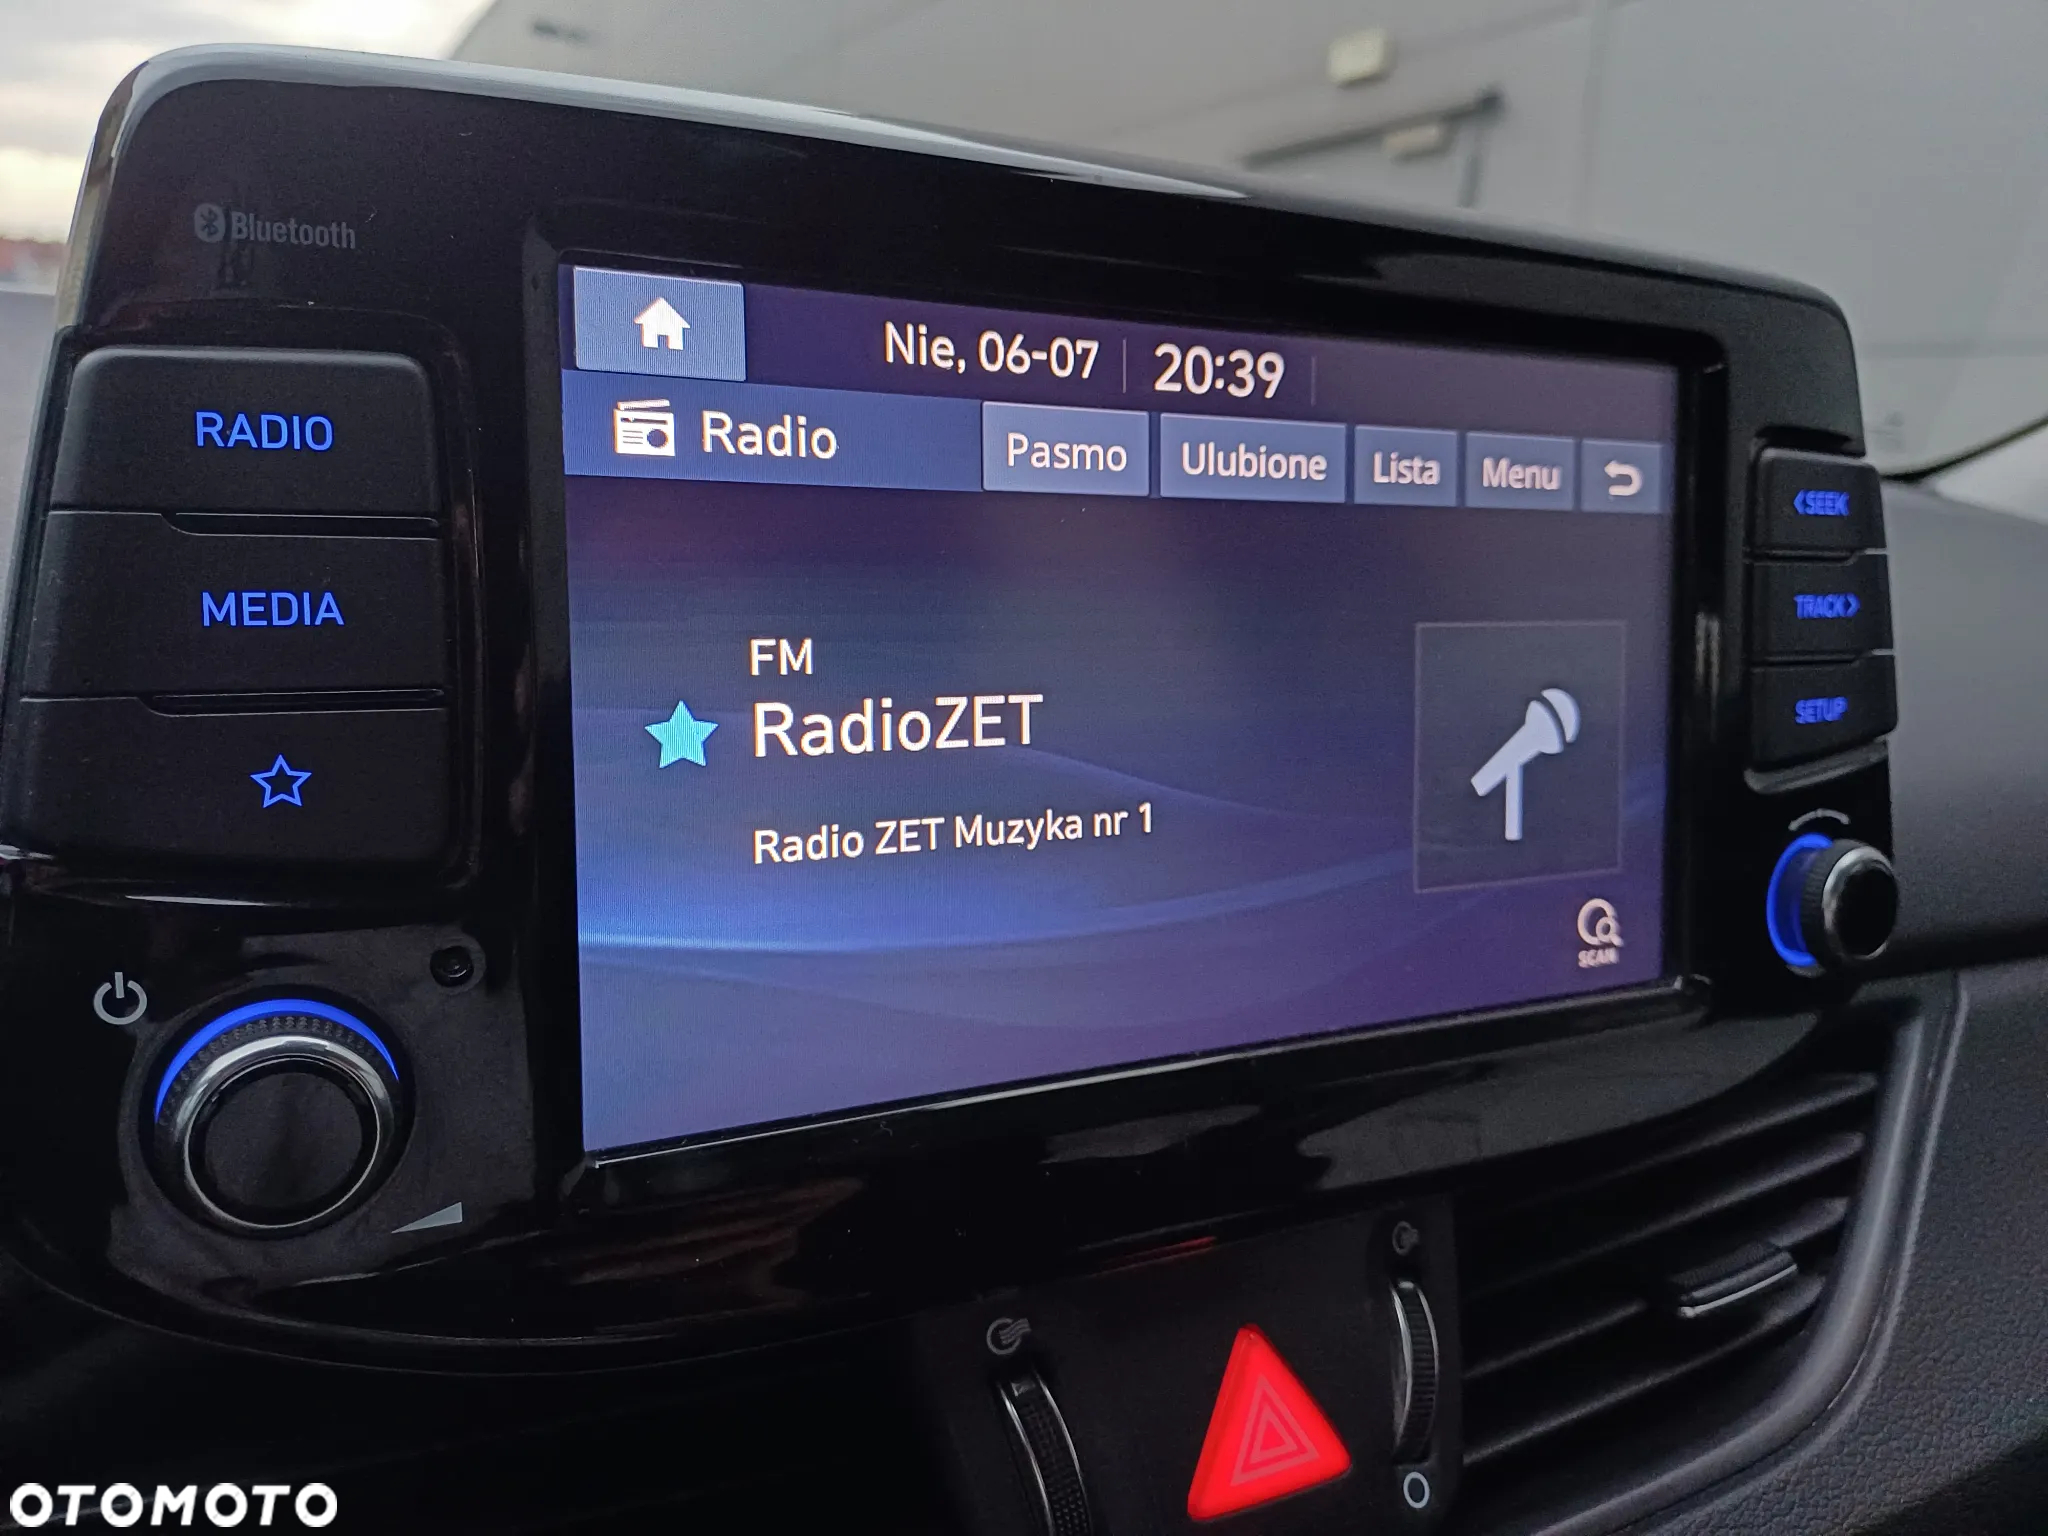 Bluetooth
RADIO
MEDIA
Nie, 06-07
20:39
Radio
Pasmo
Ulubione
Lista
Menu
FM
RadioZET
Radio ZET Muzyka nr 1
SCAN
<SEEK
TRACK>
SETUP
OTOMOTO